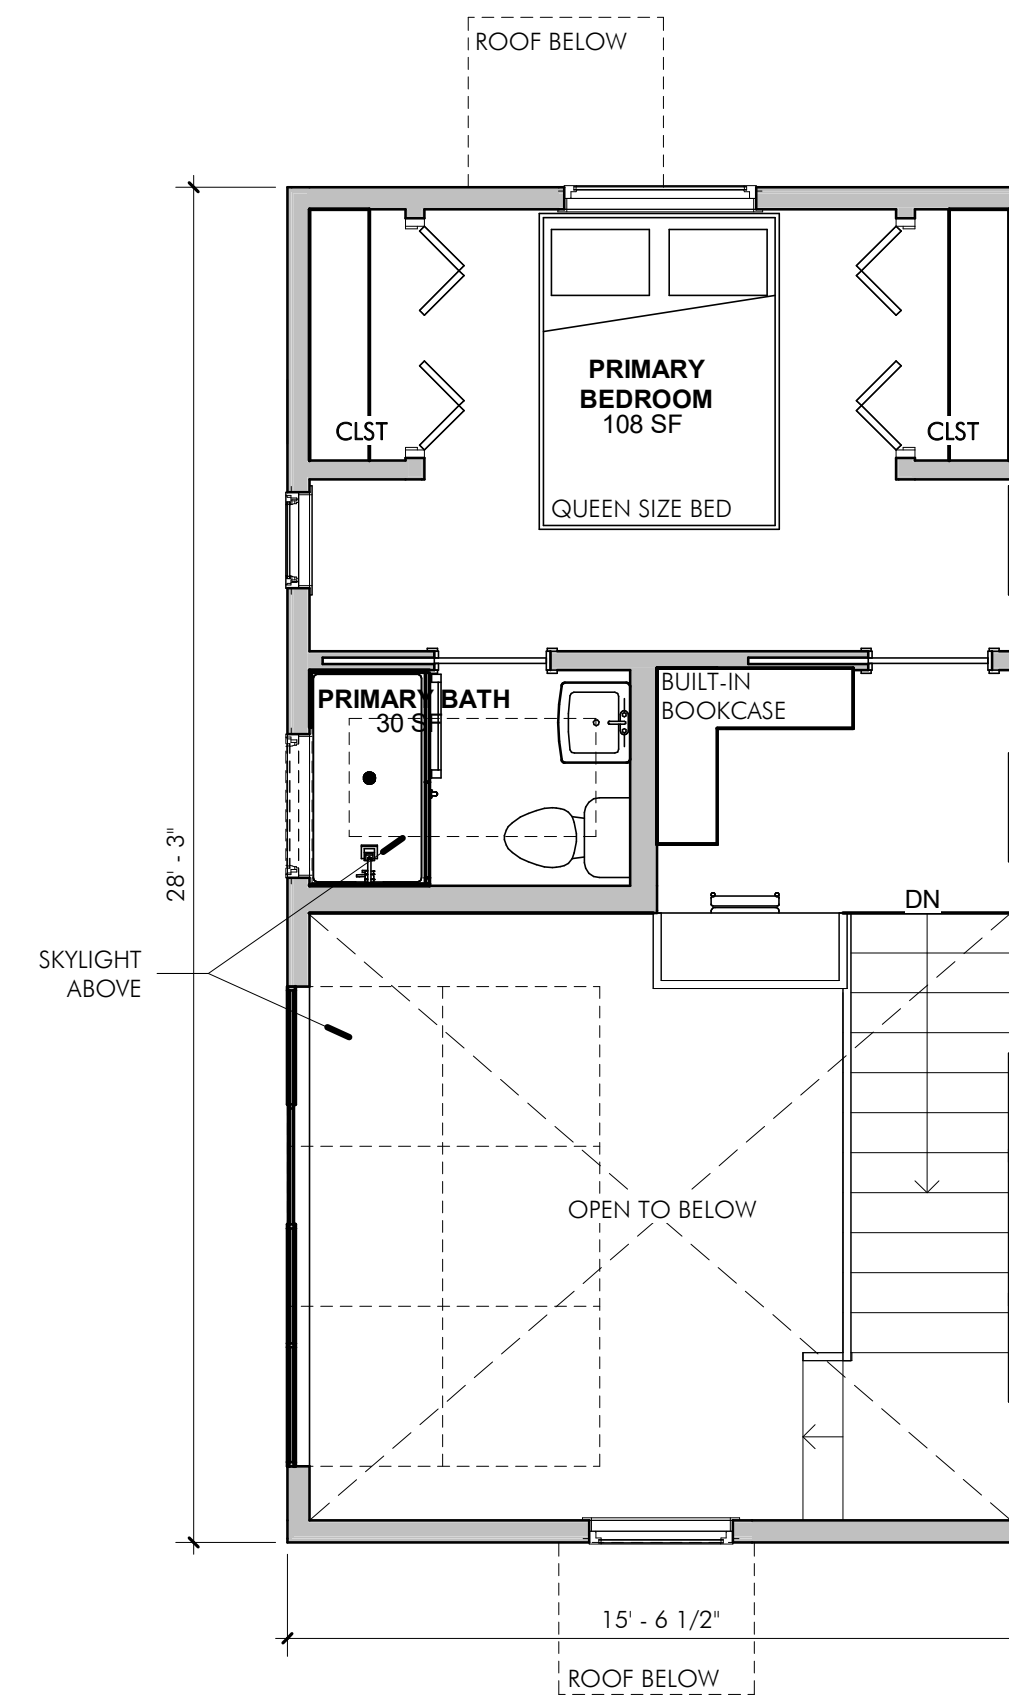 ROOF BELOW
PRIMARY
BEDROOM
108 SF
CLST
CLST
QUEEN SIZE BED
PRIMARY BATH
30 SF
BUILT-IN
BOOKCASE
28' - 3"
DN
SKYLIGHT
ABOVE
OPEN TO BELOW
15' - 6 1/2"
ROOF BELOW